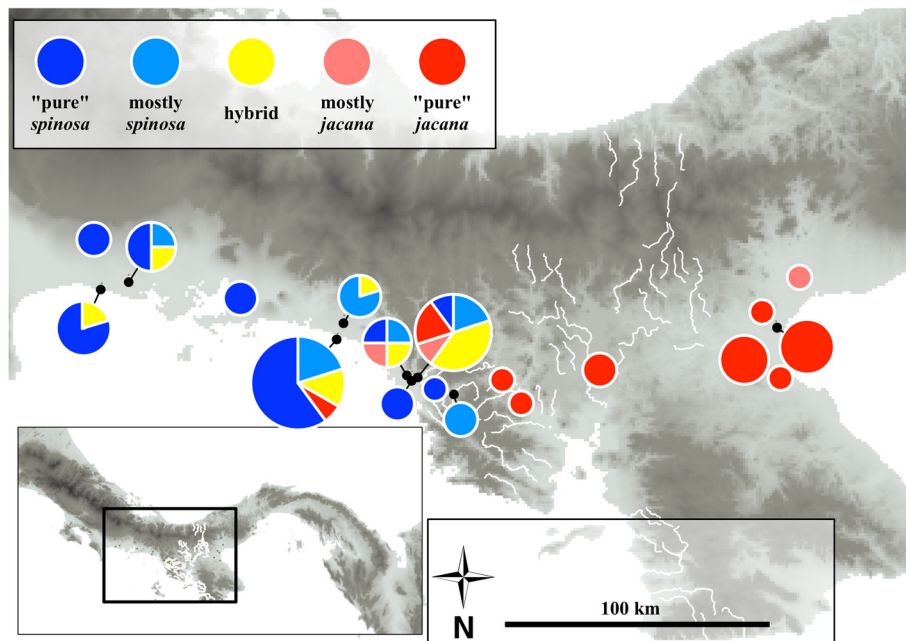 "pure" mostly hybrid mostly "pure"
spinosa spinosa jacana jacana
100 km
N